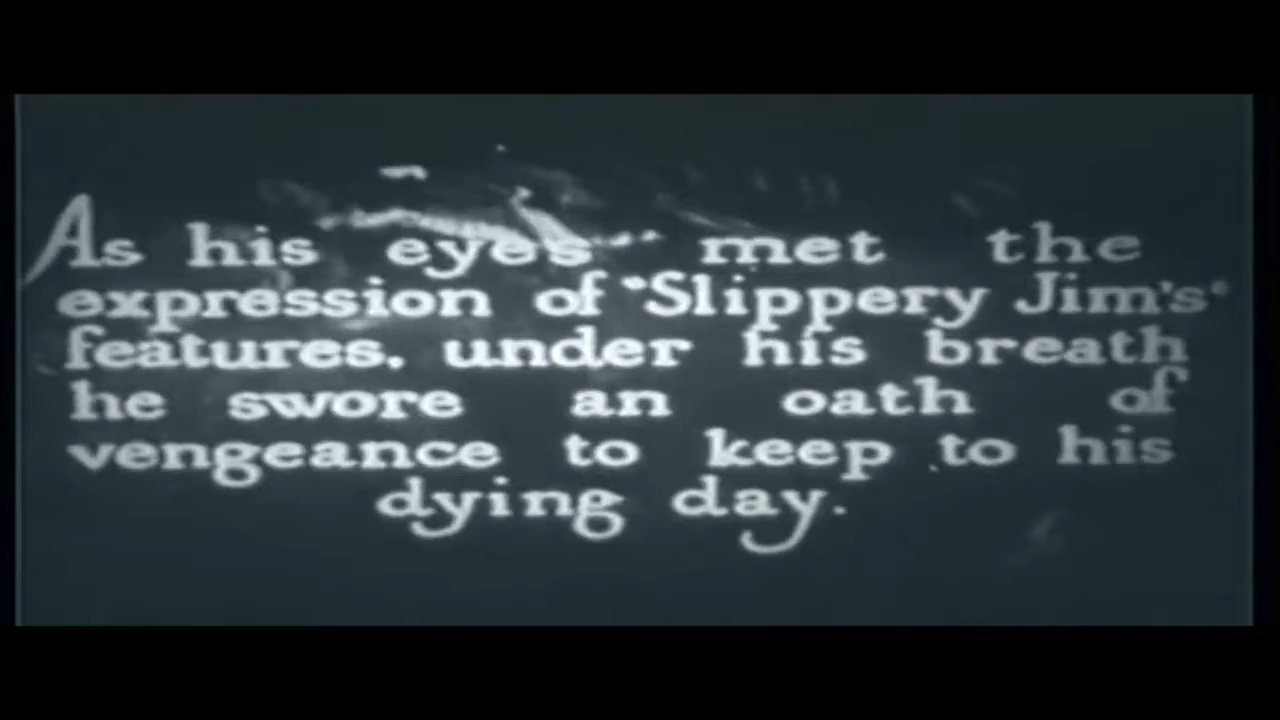 As his eyes met the
expression of "Slippery Jim's"
features. under his breath
he swore an oath of
vengeance to keep to his
dying day.